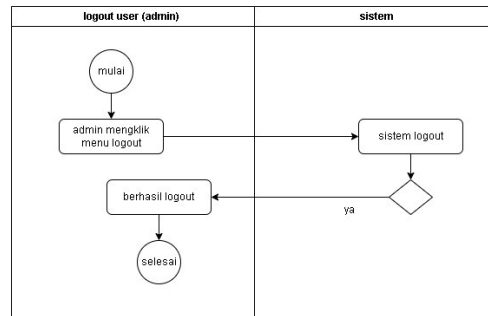 logout user (admin)
sistem
mulai
admin mengklik
menu logout
sistem logout
berhasil logout
ya
selesai